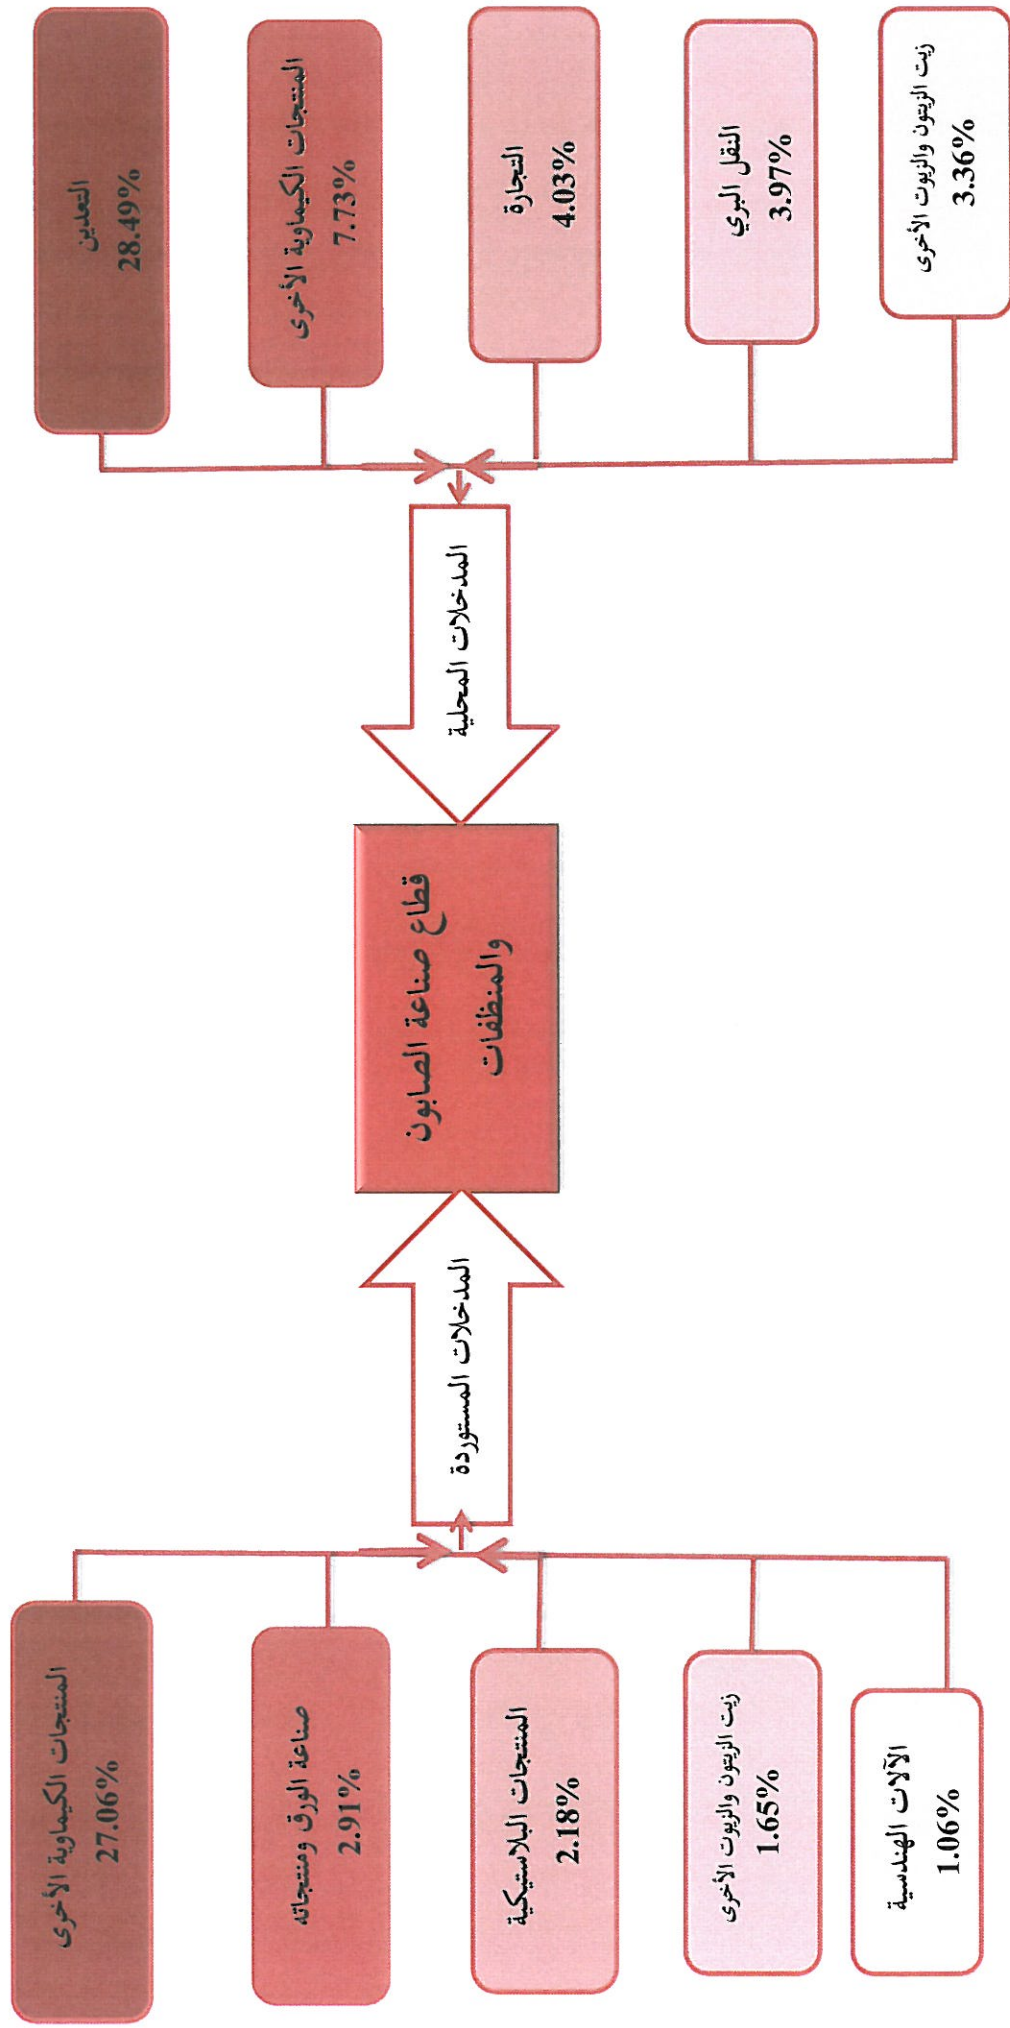 المنتجات الكيماوية الأخرى
27.06%
صناعة الورق ومنتجاته
2.91%
المنتجات البلاستيكية
2.18%
زيت الزيتون والزيوت الأخرى
1.65%
الآلات الهندسية
1.06%
المدخلات المستوردة
قطاع صناعة الصابون
والمنظفات
المدخلات المحلية
التعدين
28.49%
المنتجات الكيماوية الأخرى
7.73%
التجارة
4.03%
النقل البري
3.97%
زيت الزيتون والزيوت الأخرى
3.36%